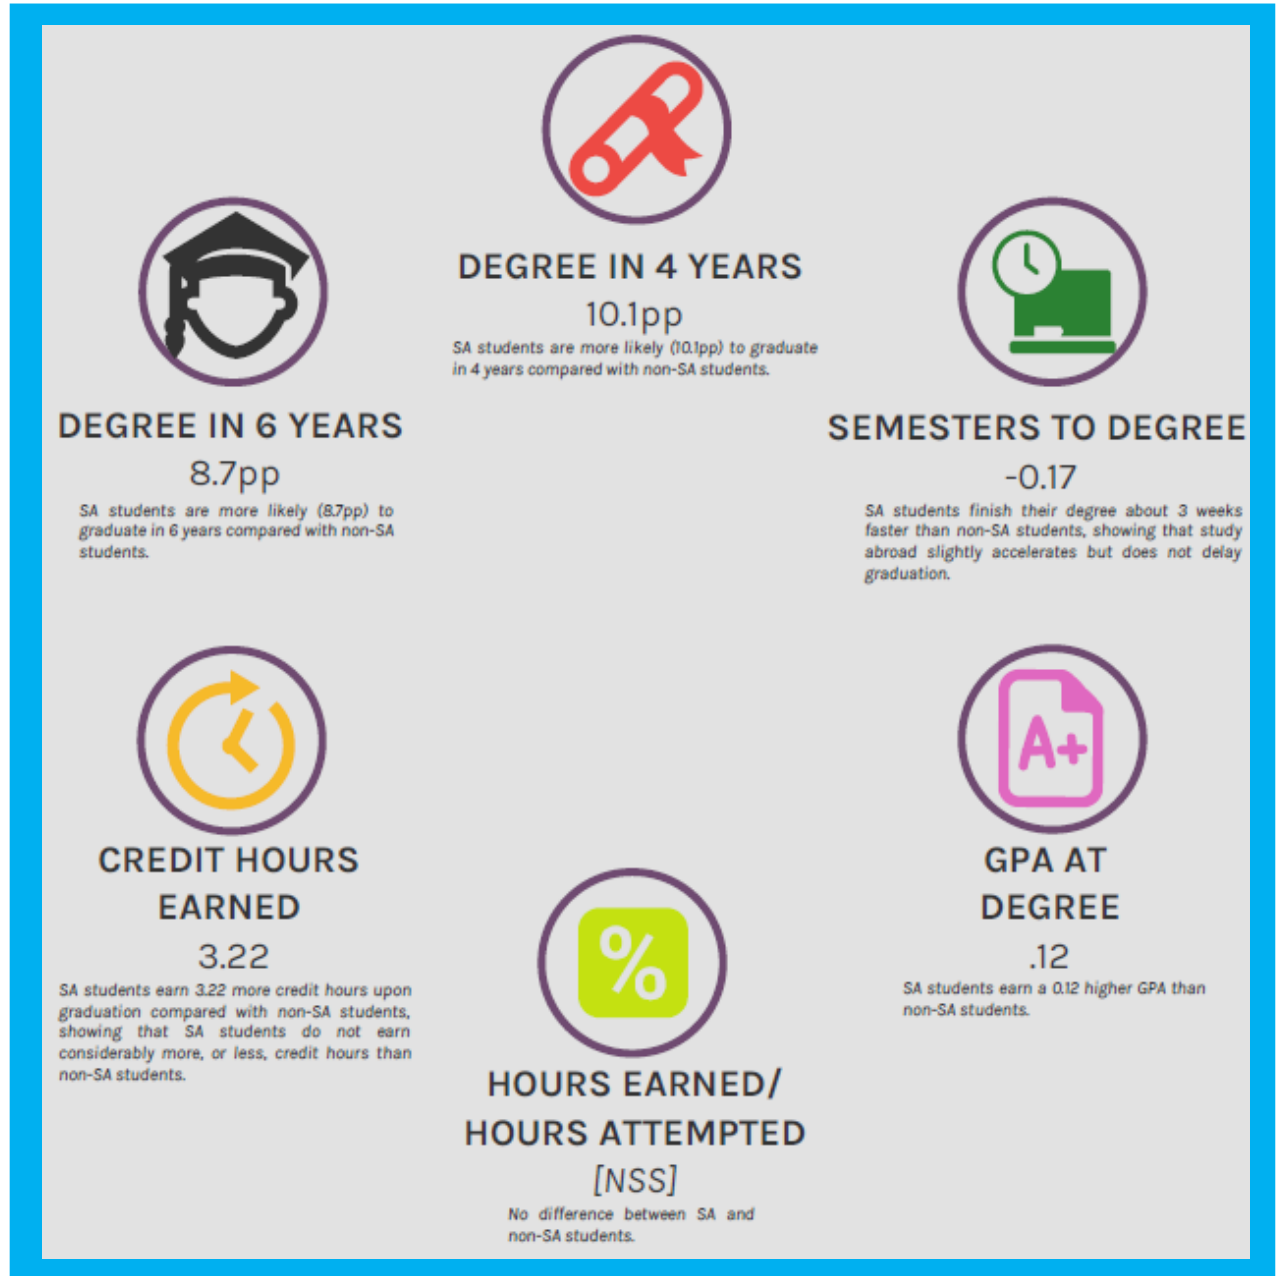 DEGREE IN 4 YEARS
10.1pp
SA students are more likely (10.1pp) to graduate
in 4 years compared with non-SA students.
DEGREE IN 6 YEARS
8.7pp
SA students are more likely (8.7pp) to
graduate in 6 years compared with non-SA
students.
SEMESTERS TO DEGREE
-0.17
SA students finish their degree about 3 weeks
faster than non-SA students, showing that study
abroad slightly accelerates but does not delay
graduation.
CREDIT HOURS
EARNED
3.22
SA students earn 3.22 more credit hours upon
graduation compared with non-SA students,
showing that SA students do not earn
considerably more, or less, credit hours than
non-SA students.
A+
GPA AT
DEGREE
.12
SA students earn a 0.12 higher GPA than
non-SA students.
%
HOURS EARNED/
HOURS ATTEMPTED
[NSS]
No difference between SA and
non-SA students.